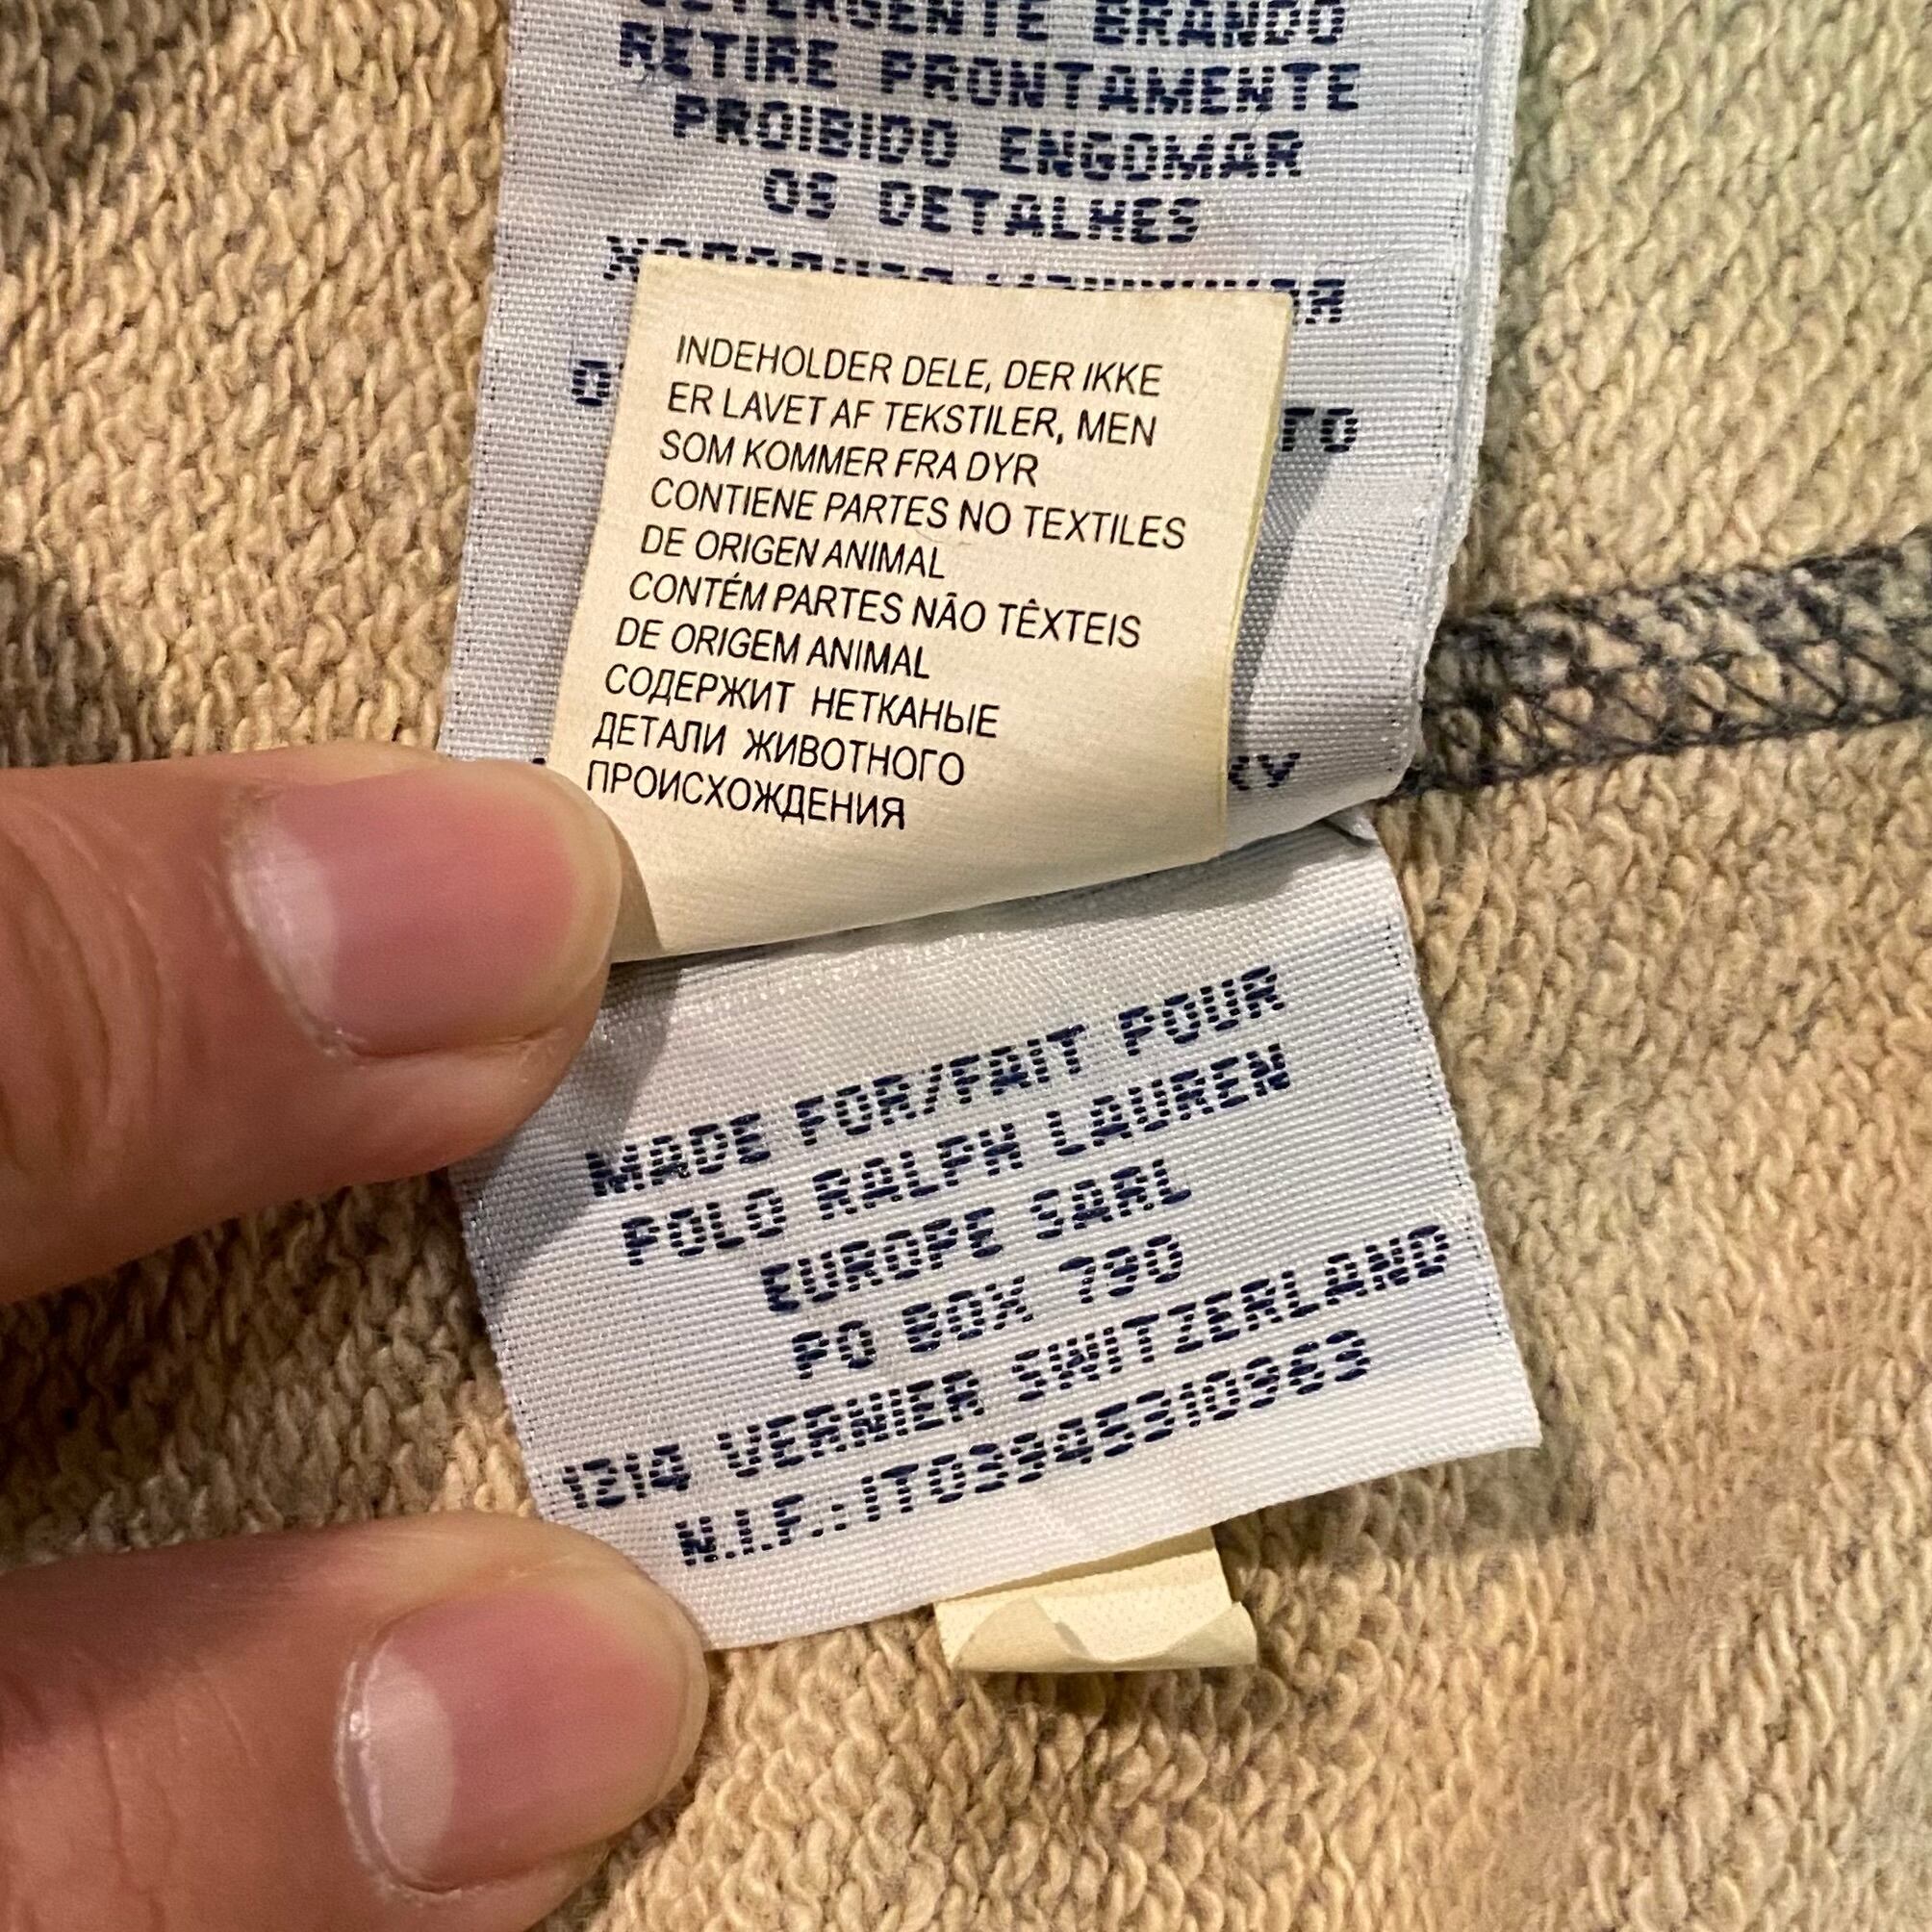 BRANDO
RETIRE PRONTAMENTE
PROIBIDO ENGOMAR
OS DETALHES
INDEHOLDER DELE, DER IKKE
ER LAVET AF TEKSTILER, MEN
SOM KOMMER FRA DYR
CONTIENE PARTES NO TEXTILES
DE ORIGEN ANIMAL
CONTÉM PARTES NÃO TÊXTEIS
DE ORIGEM ANIMAL
СОДЕРЖИТ НЕТКАНЫЕ
ДЕТАЛИ ЖИВОТНОГО
ПРОИСХОЖДЕНИЯ
MADE FOR/FAIT POUR
POLO RALPH LAUREN
EUROPE SARL
PO BOX 790
1214 VERNIER SWITZERLAND
N.I.F.:IT03945310963